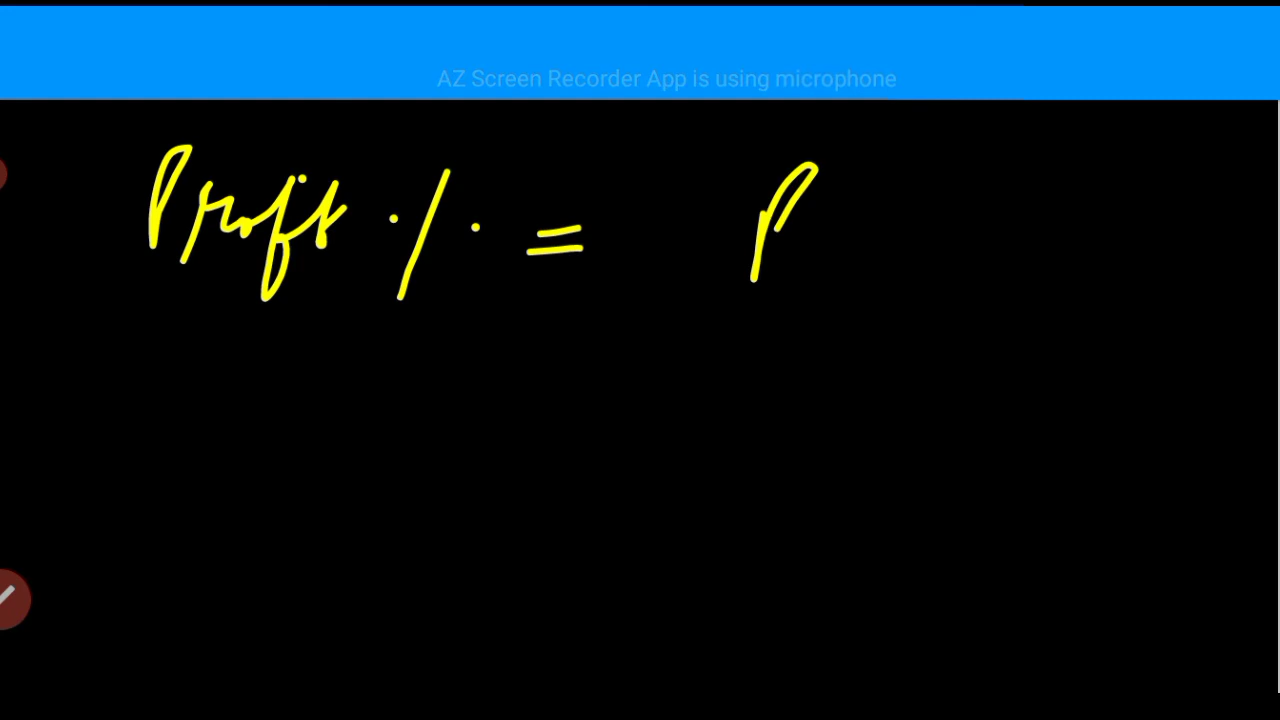 AZ Screen Recorder App is using microphone
Profit % = P